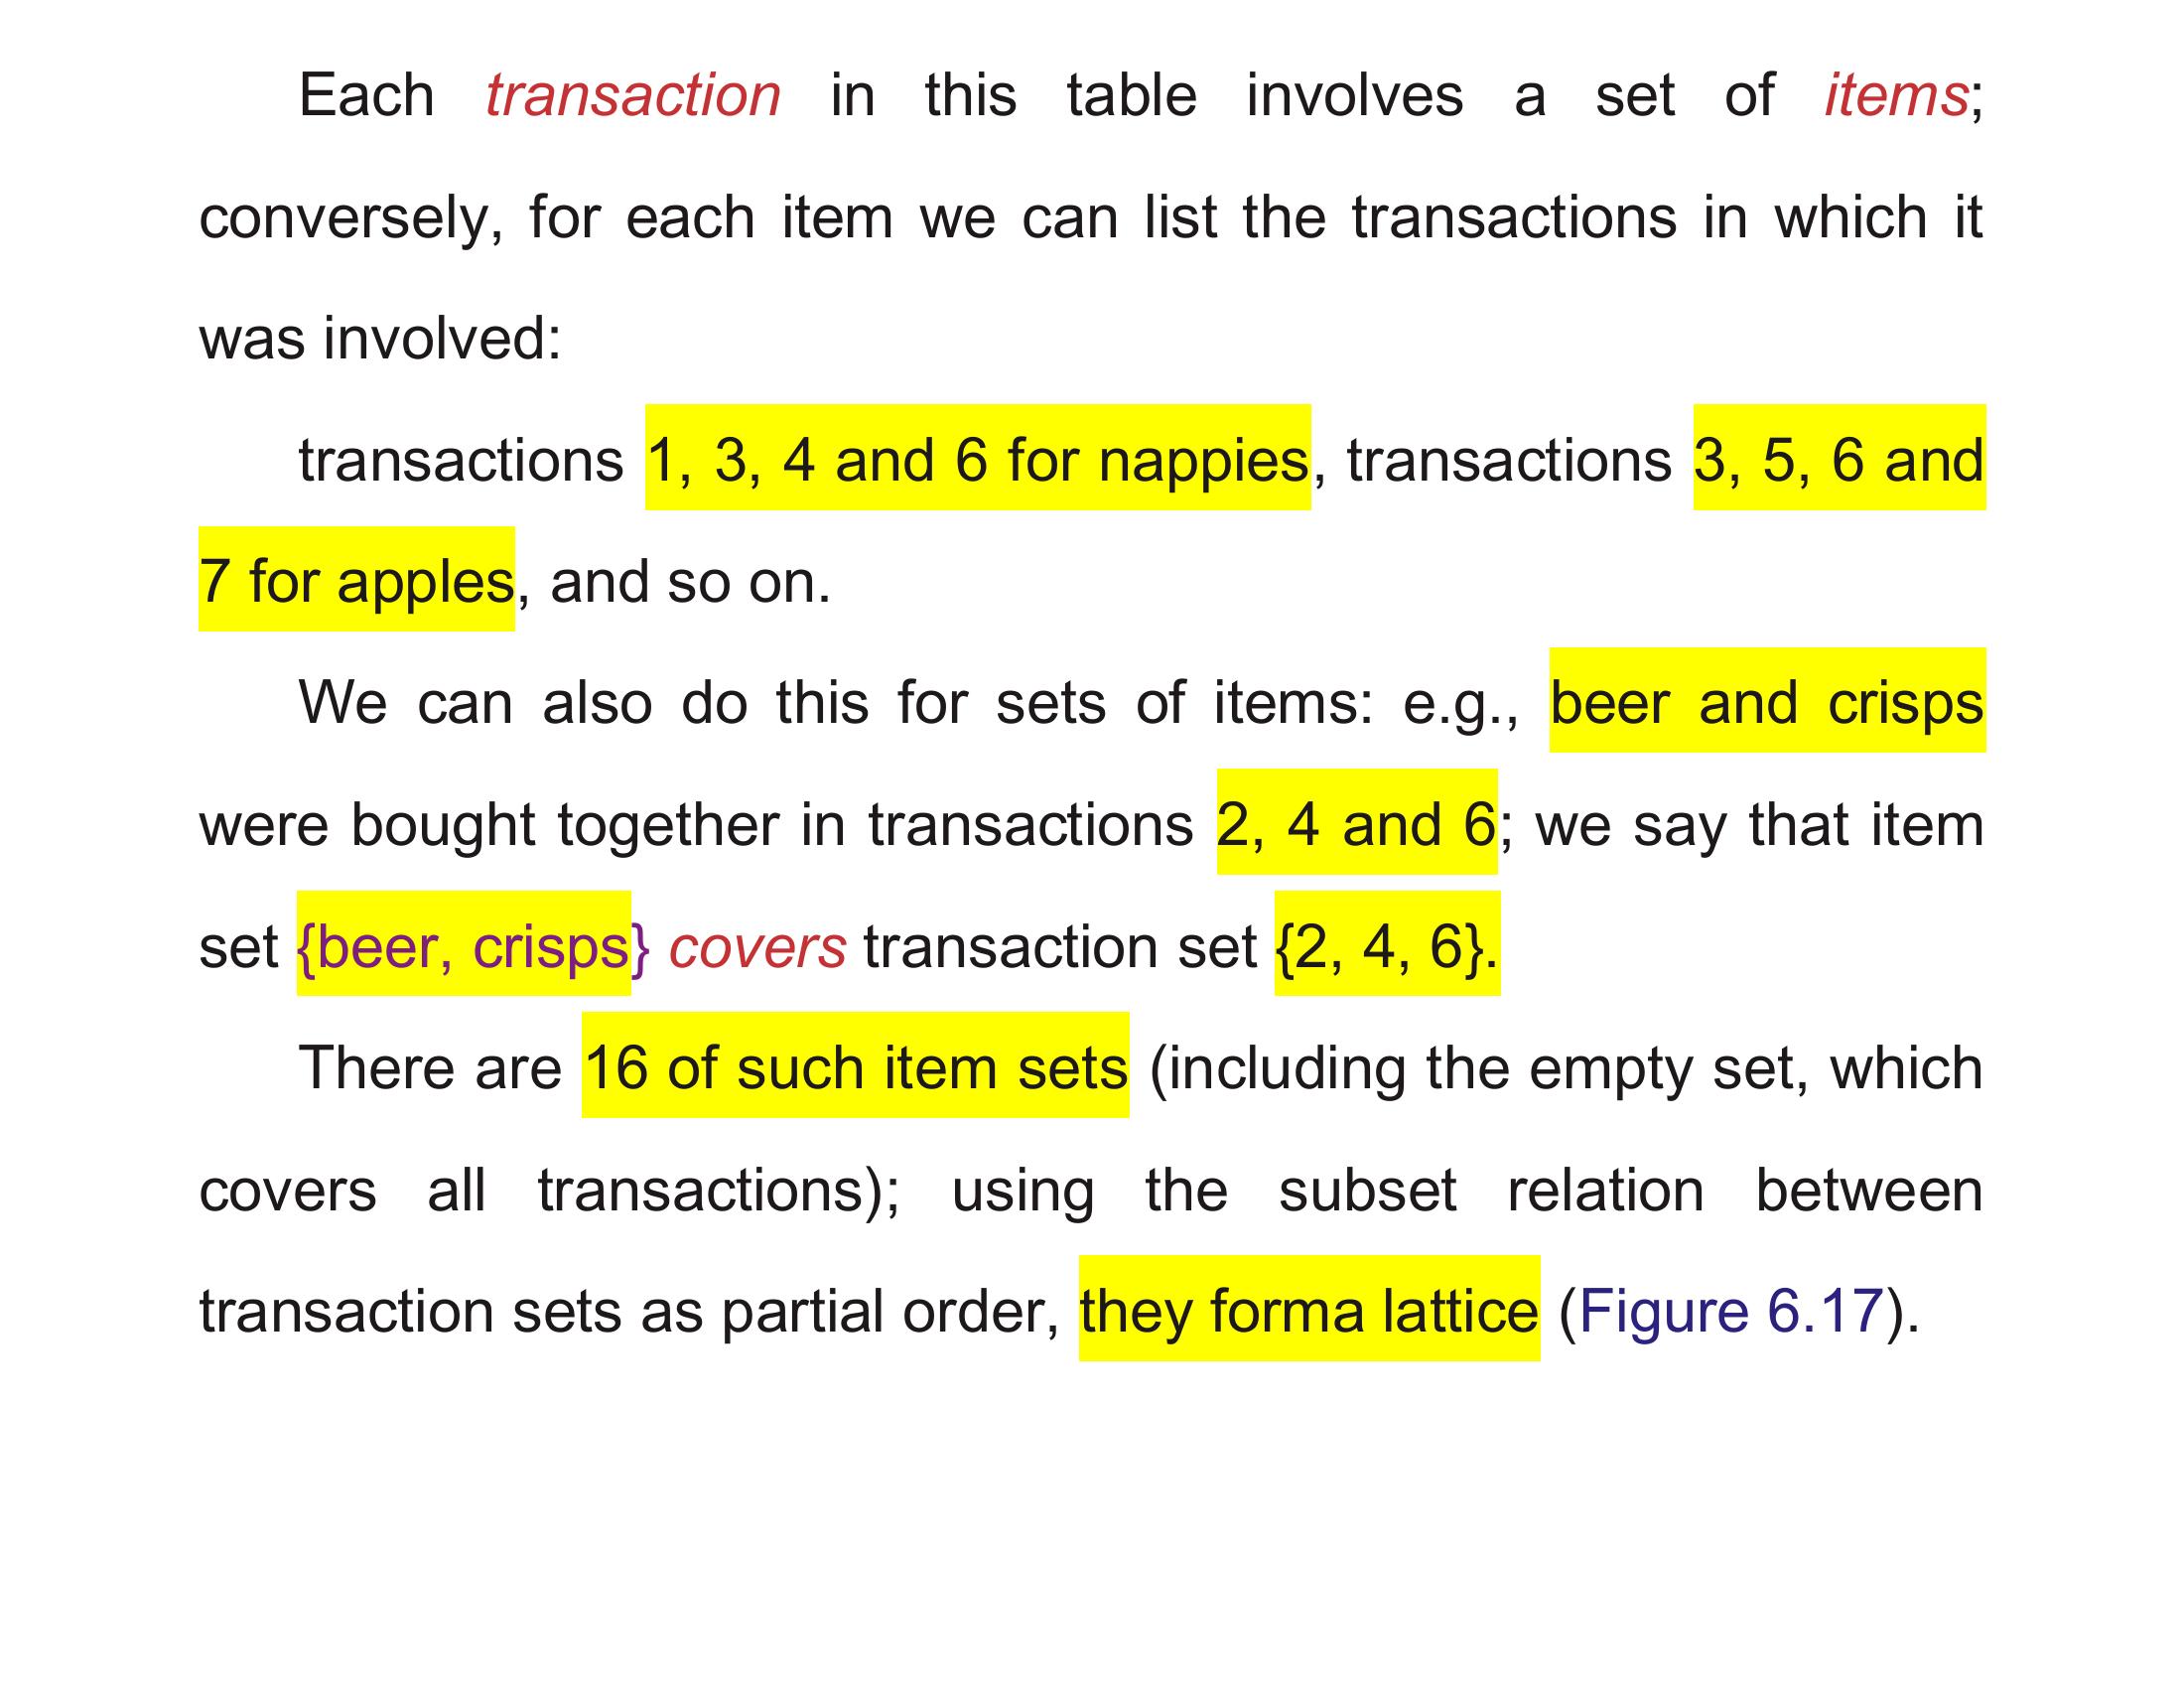 Each transaction in this table involves a set of items;
conversely, for each item we can list the transactions in which it
was involved:
transactions 1, 3, 4 and 6 for nappies, transactions 3, 5, 6 and
7 for apples, and so on.
We can also do this for sets of items: e.g., beer and crisps
were bought together in transactions 2, 4 and 6; we say that item
set {beer, crisps} covers transaction set {2, 4, 6}.
There are 16 of such item sets (including the empty set, which
covers all transactions); using the subset relation between
transaction sets as partial order, they forma lattice (Figure 6.17).